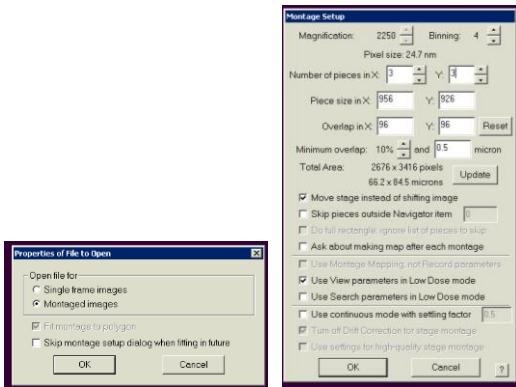 Properties of File to Open
Open file for
Single frame images
Montaged images
Fit montage to polygon
Skip montage setup dialog when fitting in future
OK Cancel
Montage Setup
Magnification: 2250 Binning: 4
Pixel size: 24.7 nm
Number of pieces in X: 3 Y: 3
Piece size in X: 956 Y: 926
Overlap in X: 96 Y: 96 Reset
Minimum overlap: 10% and 0.5 micron
Total Area: 2676 x 3416 pixels
66.2 x 84.5 microns Update
Move stage instead of shifting image
Skip pieces outside Navigator item 0
Do full rectangle; ignore list of pieces to skip
Ask about making map after each montage
Use Montage Mapping, not Record parameters
Use View parameters in Low Dose mode
Use Search parameters in Low Dose mode
Use continuous mode with settling factor 0.5
Turn off Drift Correction for stage montage
Use settings for high-quality stage montage
OK Cancel ?